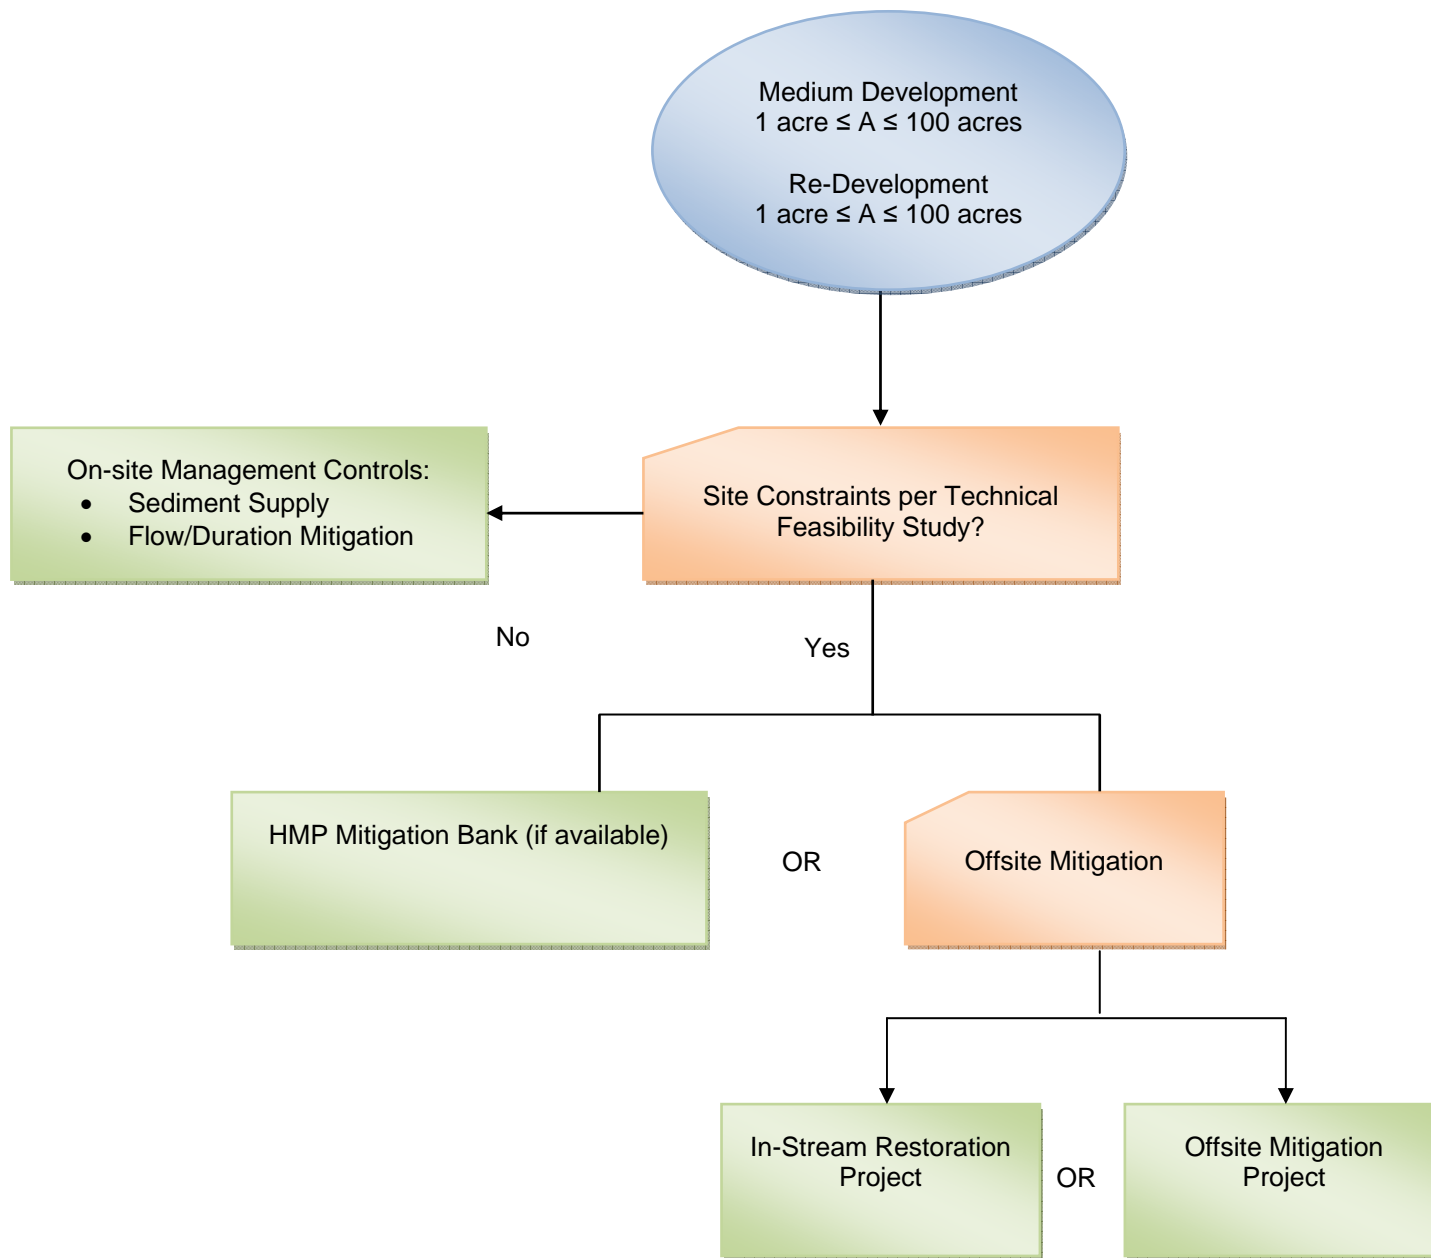 Medium Development
1 acre ≤ A ≤ 100 acres
Re-Development
1 acre ≤ A ≤ 100 acres
On-site Management Controls:
• Sediment Supply
• Flow/Duration Mitigation
Site Constraints per Technical
Feasibility Study?
No
Yes
HMP Mitigation Bank (if available)
OR
Offsite Mitigation
In-Stream Restoration
Project
OR
Offsite Mitigation
Project